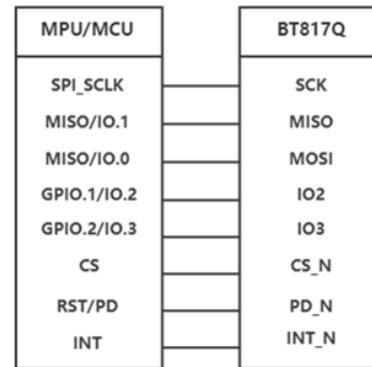 MPU/MCU BT817Q
SPI_SCLK SCK
MISO/IO.1 MISO
MISO/IO.0 MOSI
GPIO.1/IO.2 IO2
GPIO.2/IO.3 IO3
CS CS_N
RST/PD PD_N
INT INT_N